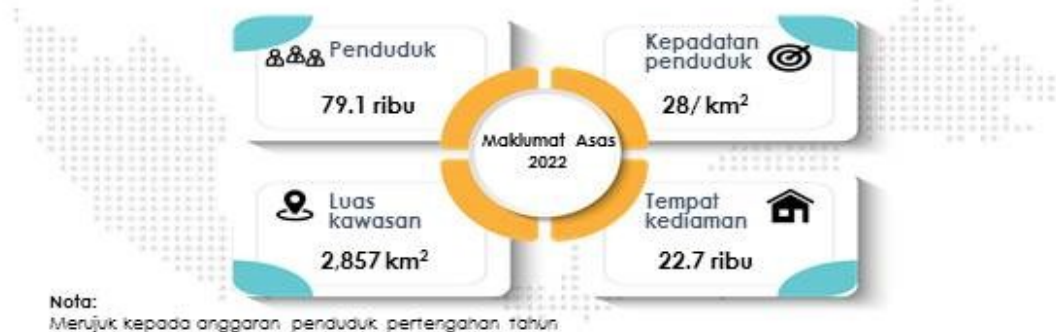 Penduduk
79.1 ribu
Kepadatan
penduduk
28/ km²
Maklumat Asas
2022
Luas
kawasan
2,857 km²
Tempat
kediaman
22.7 ribu
Nota:
Merujuk kepada anggaran penduduk pertengahan tahun